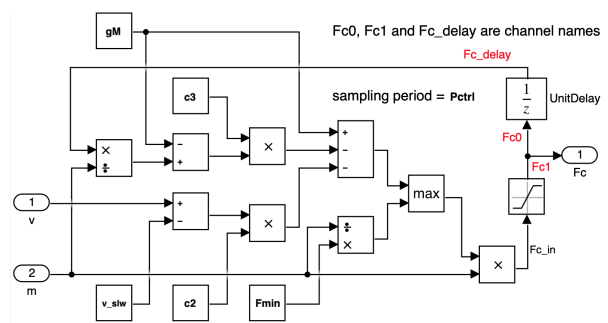 gM
Fc0, Fc1 and Fc_delay are channel names
Fc_delay
c3
sampling period = Pctrl
1
z
UnitDelay
Fc0
+
−
−
−
+
×
×
÷
1
Fc
Fc1
max
1
v
+
−
×
÷
×
Fc_in
2
m
×
v_slw
c2
Fmin